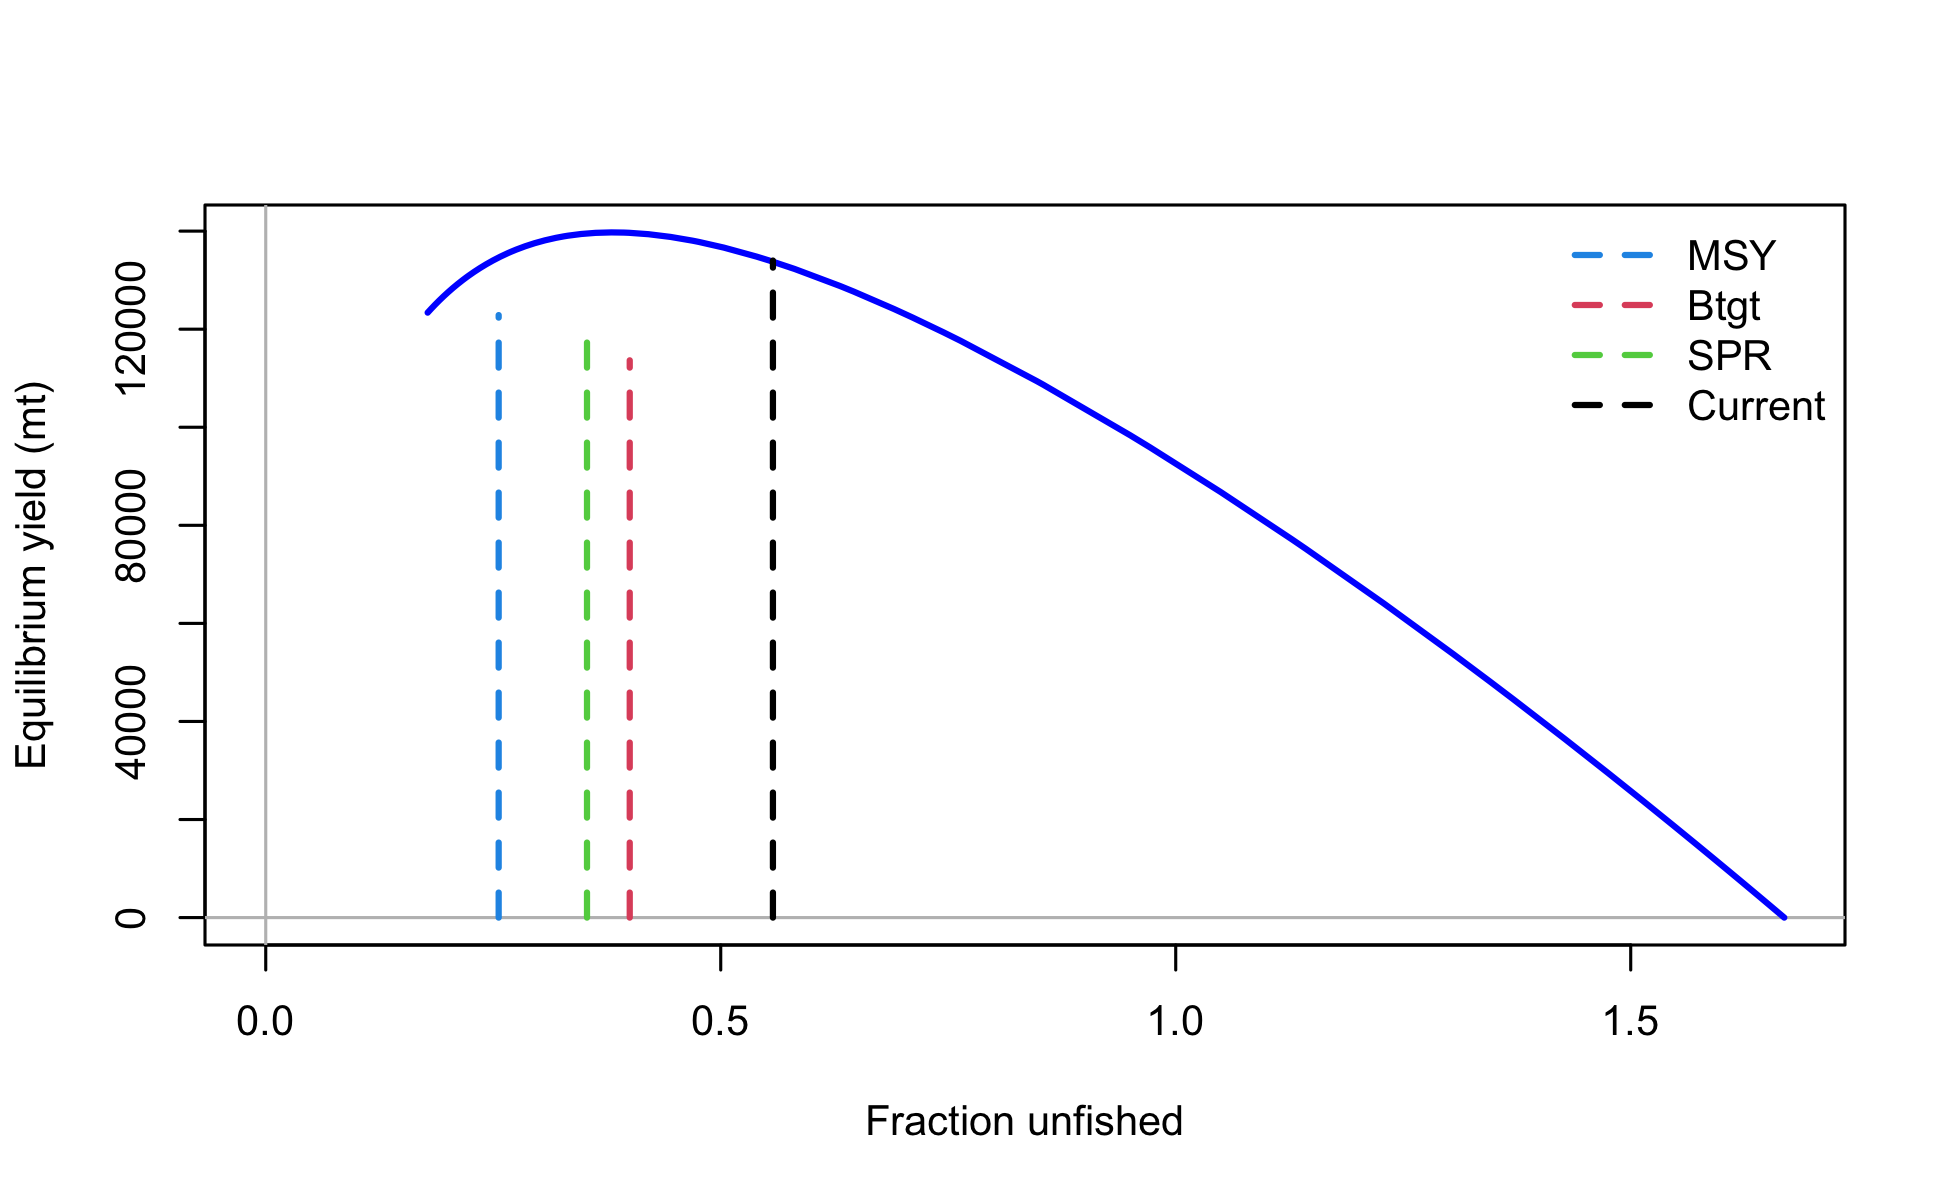 Equilibrium yield (mt)
120000
80000
40000
0
MSY
Btgt
SPR
Current
0.0 0.5 1.0 1.5
Fraction unfished